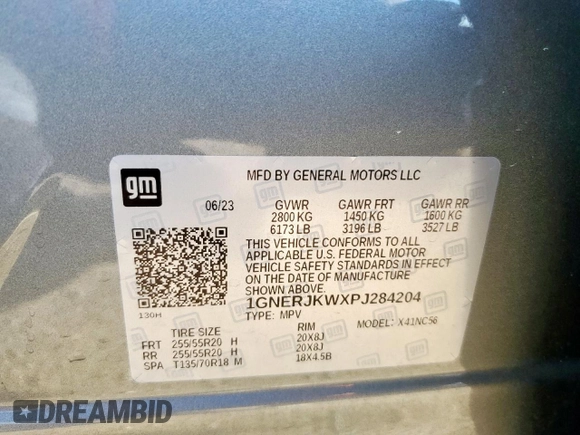 gm
MFD BY GENERAL MOTORS LLC
06/23 GVWR GAWR FRT GAWR RR
2800 KG 1450 KG 1600 KG
6173 LB 3196 LB 3527 LB
THIS VEHICLE CONFORMS TO ALL
APPLICABLE U.S. FEDERAL MOTOR
VEHICLE SAFETY STANDARDS IN EFFECT
ON THE DATE OF MANUFACTURE
SHOWN ABOVE.
1GNERJKWXPJ284204
130H TYPE: MPV MODEL: X41NC56
TIRE SIZE RIM
FRT 255/55R20 H 20X8J
RR 255/55R20 H 20X8J
SPA T135/70R18 M 18X4.5B
DREAMBID